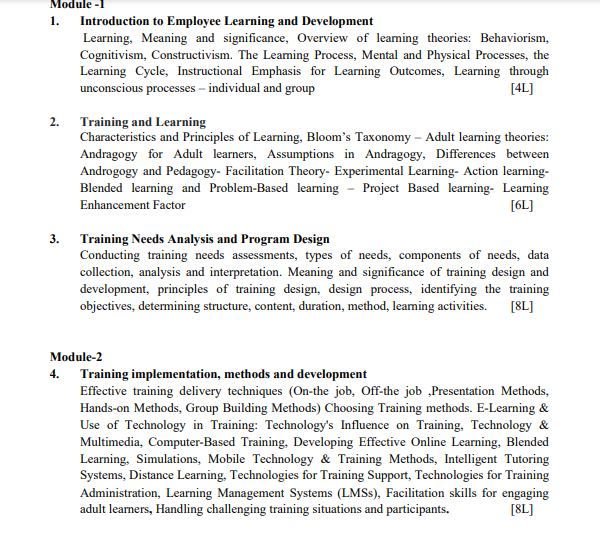 Module -1
1. Introduction to Employee Learning and Development
Learning, Meaning and significance, Overview of learning theories: Behaviorism,
Cognitivism, Constructivism. The Learning Process, Mental and Physical Processes, the
Learning Cycle, Instructional Emphasis for Learning Outcomes, Learning through
unconscious processes – individual and group [4L]
2. Training and Learning
Characteristics and Principles of Learning, Bloom's Taxonomy – Adult learning theories:
Andragogy for Adult learners, Assumptions in Andragogy, Differences between
Androgogy and Pedagogy- Facilitation Theory- Experimental Learning- Action learning-
Blended learning and Problem-Based learning – Project Based learning- Learning
Enhancement Factor [6L]
3. Training Needs Analysis and Program Design
Conducting training needs assessments, types of needs, components of needs, data
collection, analysis and interpretation. Meaning and significance of training design and
development, principles of training design, design process, identifying the training
objectives, determining structure, content, duration, method, learning activities. [8L]
Module-2
4. Training implementation, methods and development
Effective training delivery techniques (On-the job, Off-the job ,Presentation Methods,
Hands-on Methods, Group Building Methods) Choosing Training methods. E-Learning &
Use of Technology in Training: Technology's Influence on Training, Technology &
Multimedia, Computer-Based Training, Developing Effective Online Learning, Blended
Learning, Simulations, Mobile Technology & Training Methods, Intelligent Tutoring
Systems, Distance Learning, Technologies for Training Support, Technologies for Training
Administration, Learning Management Systems (LMSs), Facilitation skills for engaging
adult learners, Handling challenging training situations and participants. [8L]